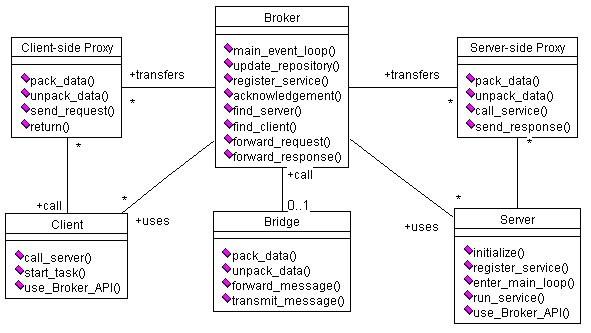 Broker
main_event_loop()
update_repository()
register_service()
acknowledgement()
find_server()
find_client()
forward_request()
forward_response()
Client-side Proxy
pack_data()
unpack_data()
send_request()
return()
Server-side Proxy
pack_data()
unpack_data()
call_service()
send_response()
+transfers
*
+transfers
*
*
+call
*
+uses
+call
0..1
*
+uses
*
Client
call_server()
start_task()
use_Broker_API()
Bridge
pack_data()
unpack_data()
forward_message()
transmit_message()
Server
initialize()
register_service()
enter_main_loop()
run_service()
use_Broker_API()